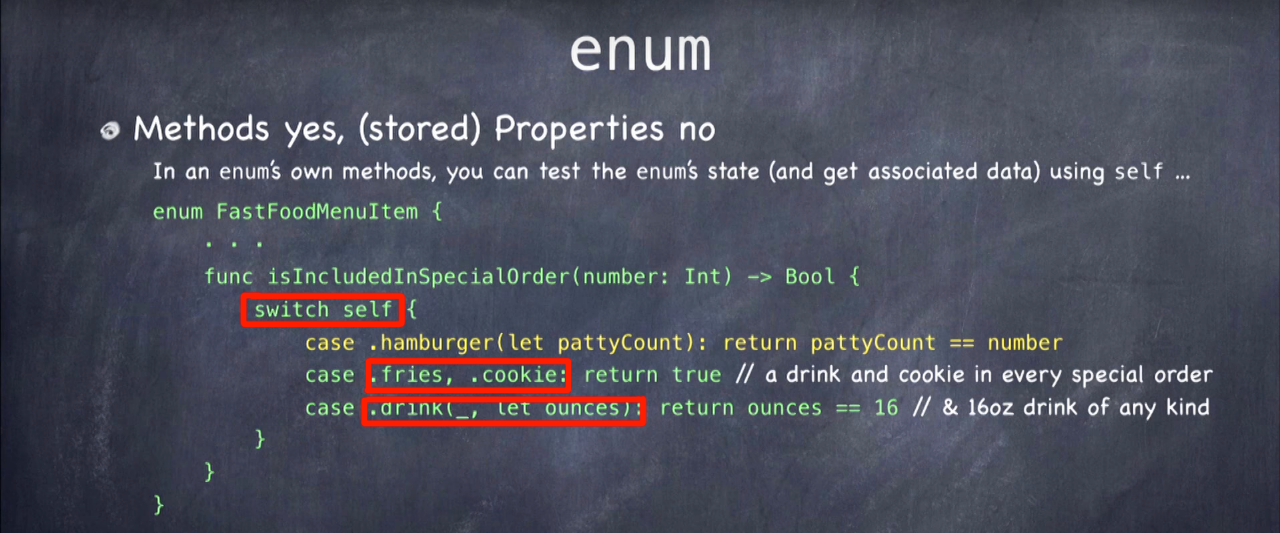 enum
Methods yes, (stored) Properties no
In an enum's own methods, you can test the enum's state (and get associated data) using self ...
enum FastFoodMenuItem {
. . .
func isIncludedInSpecialOrder(number: Int) -> Bool {
switch self {
case .hamburger(let pattyCount): return pattyCount == number
case .fries, .cookie: return true // a drink and cookie in every special order
case .drink(_, let ounces): return ounces == 16 // & 16oz drink of any kind
}
}
}